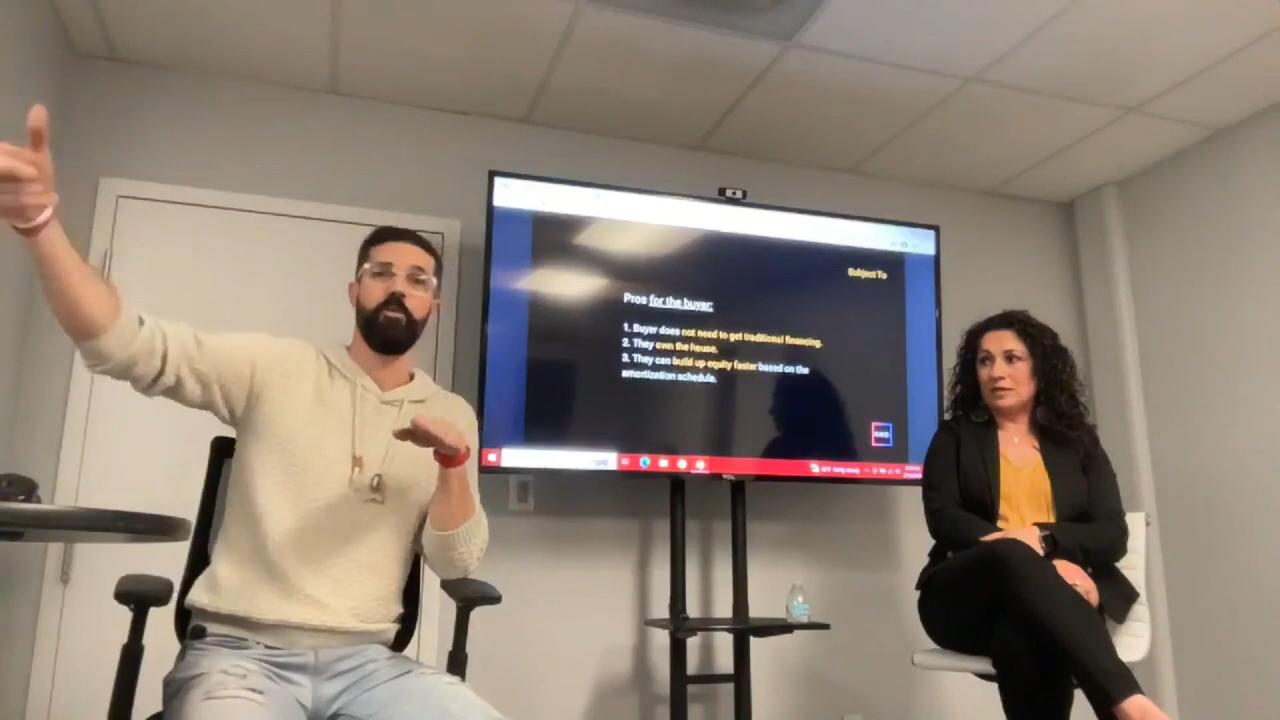 Subject To
Pros for the buyer:
1. Buyer does not need to get traditional financing.
2. They own the house.
3. They can build up equity faster based on the
amortization schedule.